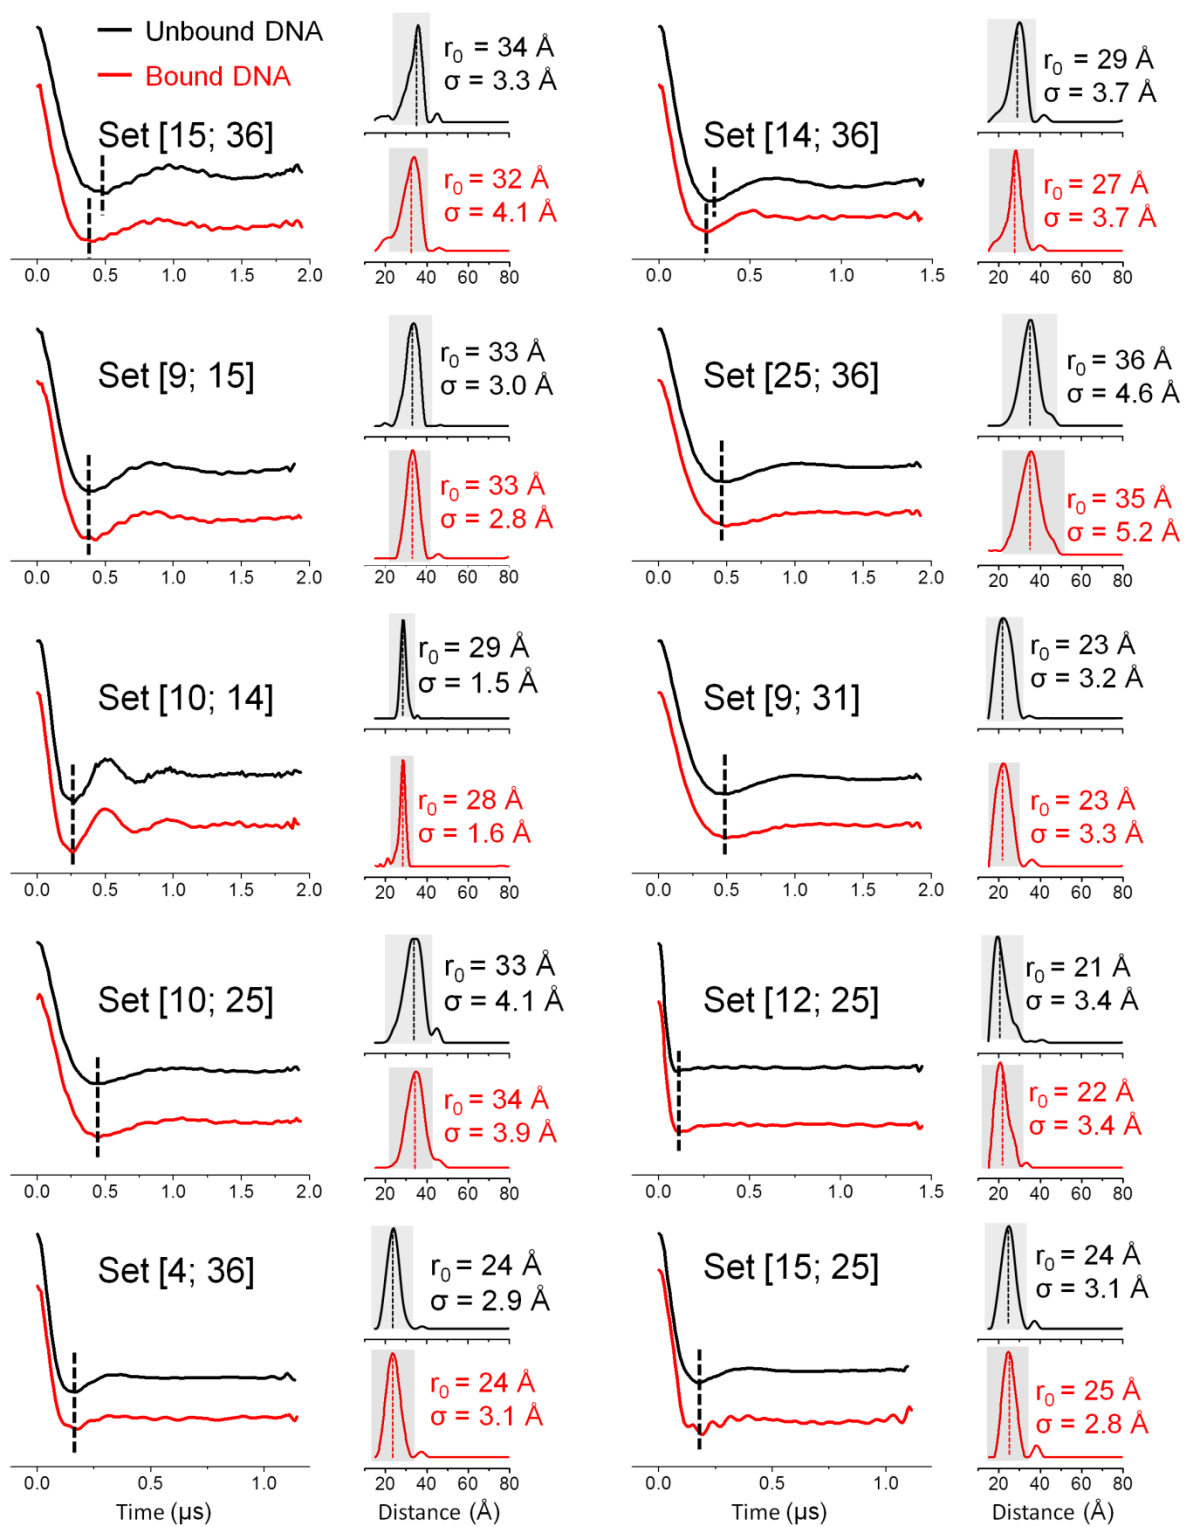 Unbound DNA
Bound DNA
Set [15; 36]
r₀ = 34 Å
σ = 3.3 Å
r₀ = 32 Å
σ = 4.1 Å
0.0 0.5 1.0 1.5 2.0
20 40 60 80
Set [14; 36]
r₀ = 29 Å
σ = 3.7 Å
r₀ = 27 Å
σ = 3.7 Å
0.0 0.5 1.0 1.5
20 40 60 80
Set [9; 15]
r₀ = 33 Å
σ = 3.0 Å
r₀ = 33 Å
σ = 2.8 Å
0.0 0.5 1.0 1.5 2.0
20 40 60 80
Set [25; 36]
r₀ = 36 Å
σ = 4.6 Å
r₀ = 35 Å
σ = 5.2 Å
0.0 0.5 1.0 1.5 2.0
20 40 60 80
Set [10; 14]
r₀ = 29 Å
σ = 1.5 Å
r₀ = 28 Å
σ = 1.6 Å
0.0 0.5 1.0 1.5 2.0
20 40 60 80
Set [9; 31]
r₀ = 23 Å
σ = 3.2 Å
r₀ = 23 Å
σ = 3.3 Å
0.0 0.5 1.0 1.5 2.0
20 40 60 80
Set [10; 25]
r₀ = 33 Å
σ = 4.1 Å
r₀ = 34 Å
σ = 3.9 Å
0.0 0.5 1.0 1.5 2.0
20 40 60 80
Set [12; 25]
r₀ = 21 Å
σ = 3.4 Å
r₀ = 22 Å
σ = 3.4 Å
0.0 0.5 1.0 1.5
20 40 60 80
Set [4; 36]
r₀ = 24 Å
σ = 2.9 Å
r₀ = 24 Å
σ = 3.1 Å
0.0 0.5 1.0
20 40 60 80
Time (µs)
Distance (Å)
Set [15; 25]
r₀ = 24 Å
σ = 3.1 Å
r₀ = 25 Å
σ = 2.8 Å
0.0 0.5 1.0
20 40 60 80
Time (µs)
Distance (Å)